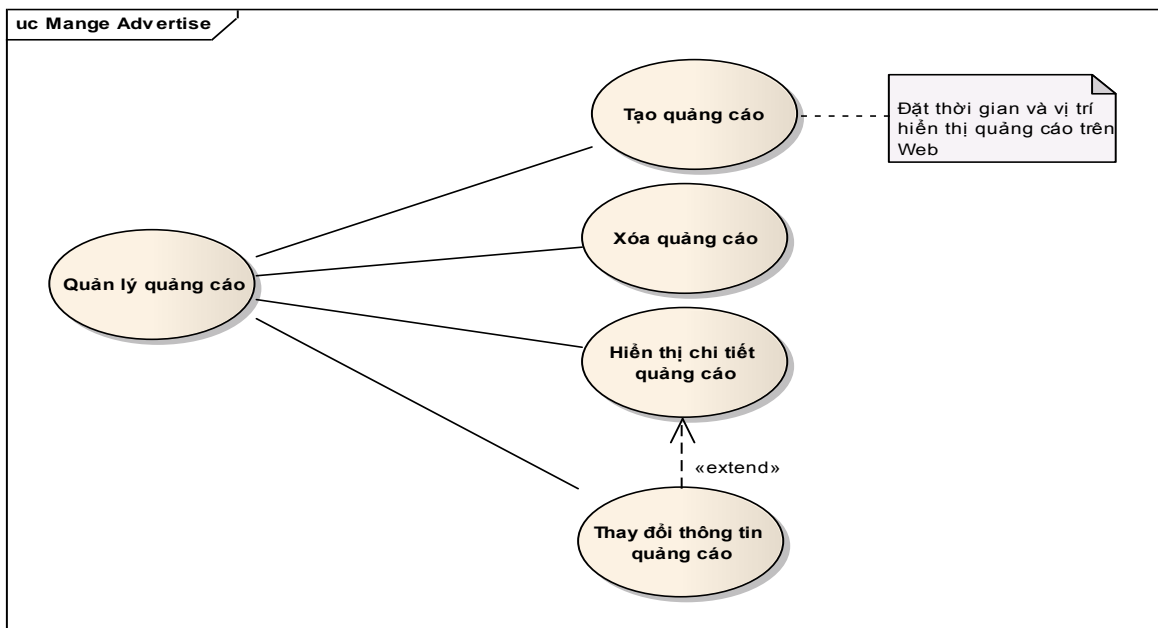 uc Mange Advertise
Tạo quảng cáo
Đặt thời gian và vị trí
hiển thị quảng cáo trên
Web
Xóa quảng cáo
Quản lý quảng cáo
Hiển thị chi tiết
quảng cáo
«extend»
Thay đổi thông tin
quảng cáo